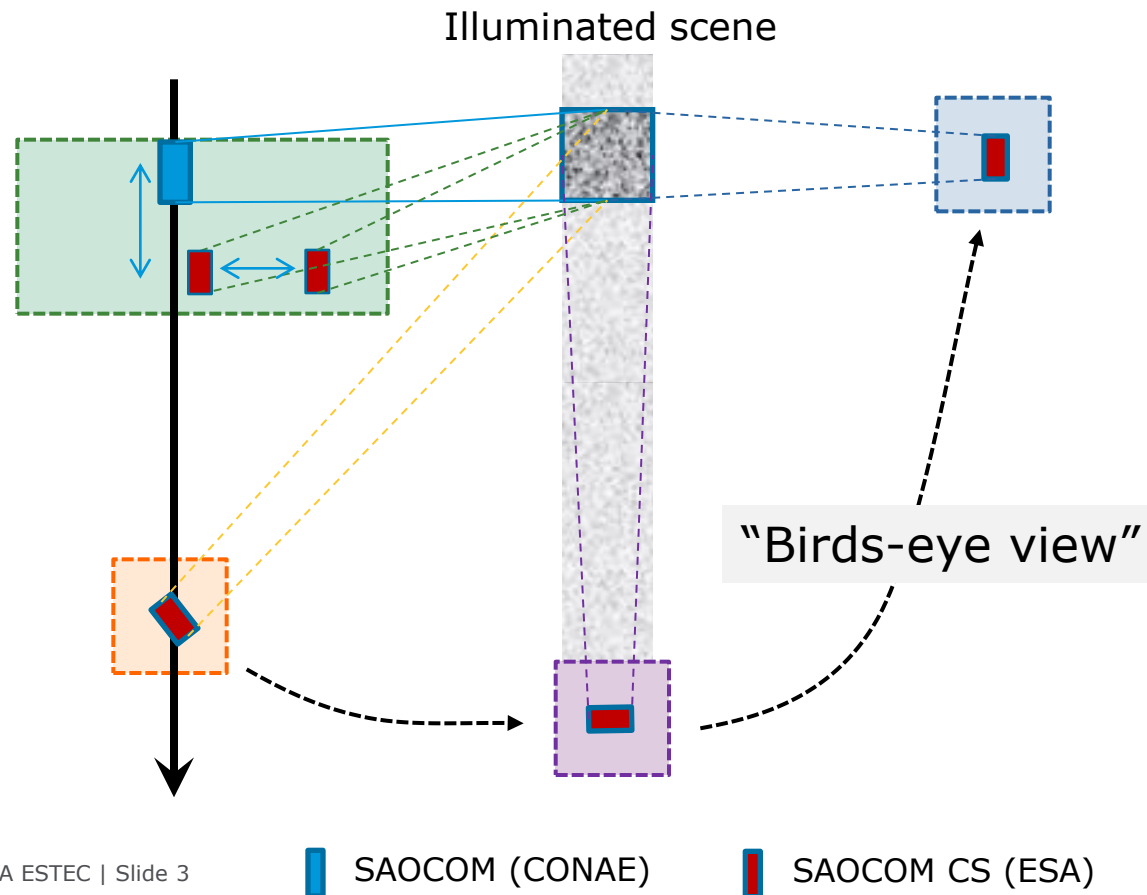 Illuminated scene
“Birds-eye view”
A ESTEC | Slide 3
SAOCOM (CONAE)
SAOCOM CS (ESA)